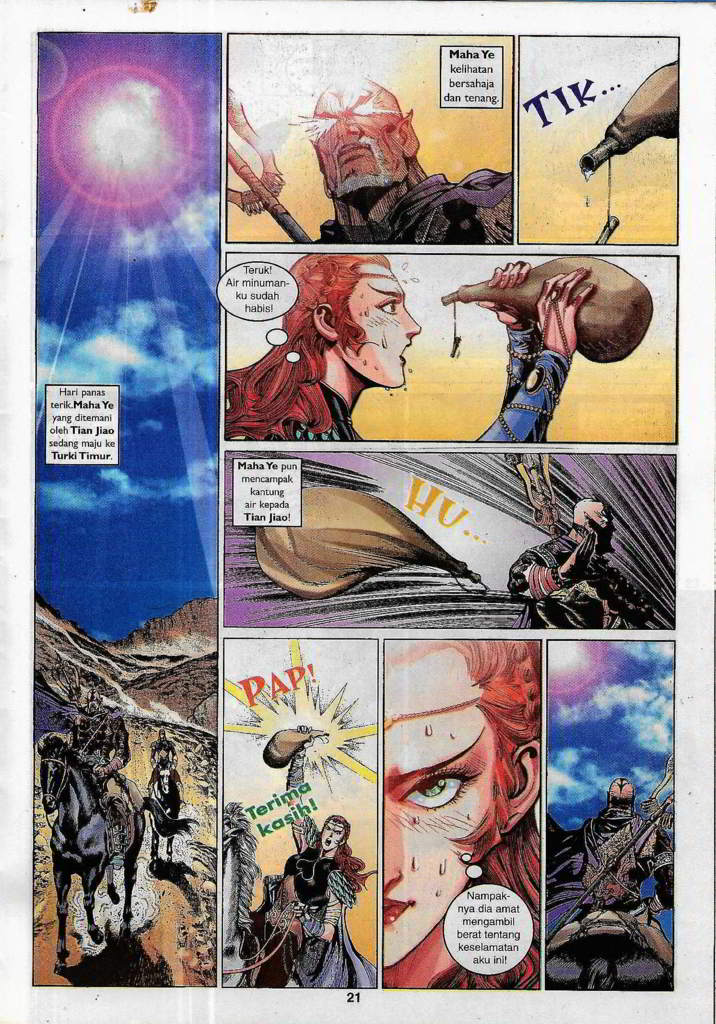 Hari panas
terik.Maha Ye
yang ditemani
oleh Tian Jiao
sedang maju ke
Turki Timur.
Maha Ye
kelihatan
bersahaja
dan tenang.
TIK...
Teruk!
Air minuman-
ku sudah
habis!
Maha Ye pun
mencampak
kantung
air kepada
Tian Jiao!
HU...
PAP!
Terima
kasih!
Nampak-
nya dia amat
mengambil
berat tentang
keselamatan
aku ini!
21